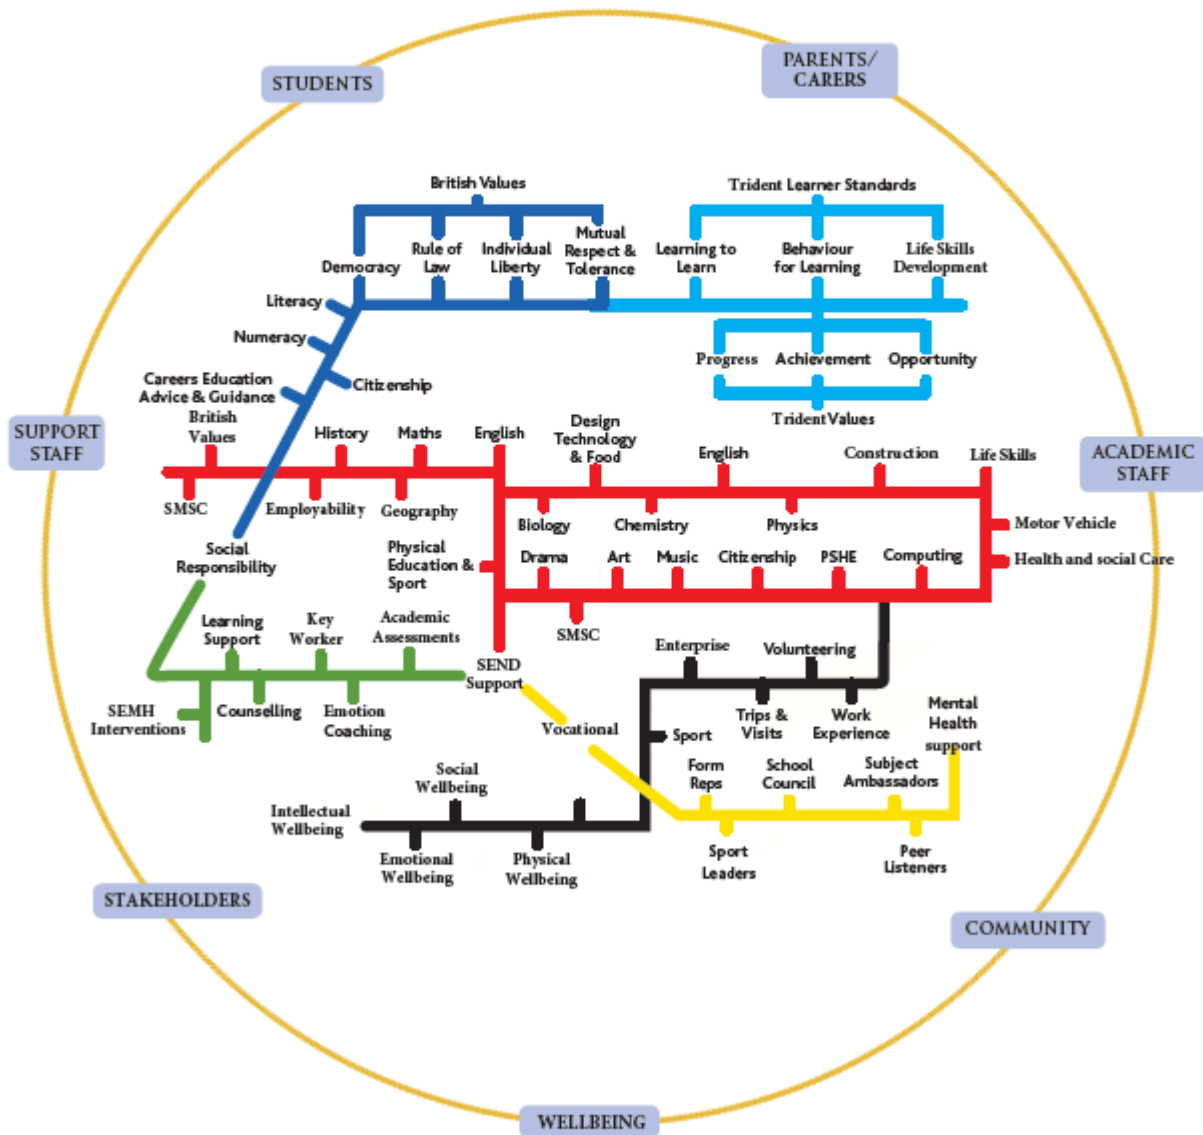 STUDENTS
PARENTS/
CARERS
British Values
Trident Learner Standards
Democracy
Rule of
Law
Individual
Liberty
Mutual
Respect &
Tolerance
Learning to
Learn
Behaviour
for Learning
Life Skills
Development
Literacy
Numeracy
Careers Education
Advice & Guidance
Citizenship
Progress
Achievement
Opportunity
Trident Values
SUPPORT
STAFF
ACADEMIC
STAFF
British
Values
History
Maths
English
Design
Technology
& Food
English
Construction
Life Skills
SMSC
Employability
Geography
Biology
Chemistry
Physics
Motor Vehicle
Social
Responsibility
Physical
Education &
Sport
Drama
Art
Music
Citizenship
PSHE
Computing
Health and social Care
SMSC
Learning
Support
Key
Worker
Academic
Assessments
SEND
Support
Enterprise
Volunteering
SEMH
Interventions
Counselling
Emotion
Coaching
Vocational
Sport
Trips &
Visits
Work
Experience
Mental
Health
support
Social
Wellbeing
Form
Reps
School
Council
Subject
Ambassadors
Intellectual
Wellbeing
Emotional
Wellbeing
Physical
Wellbeing
Sport
Leaders
Peer
Listeners
STAKEHOLDERS
COMMUNITY
WELLBEING